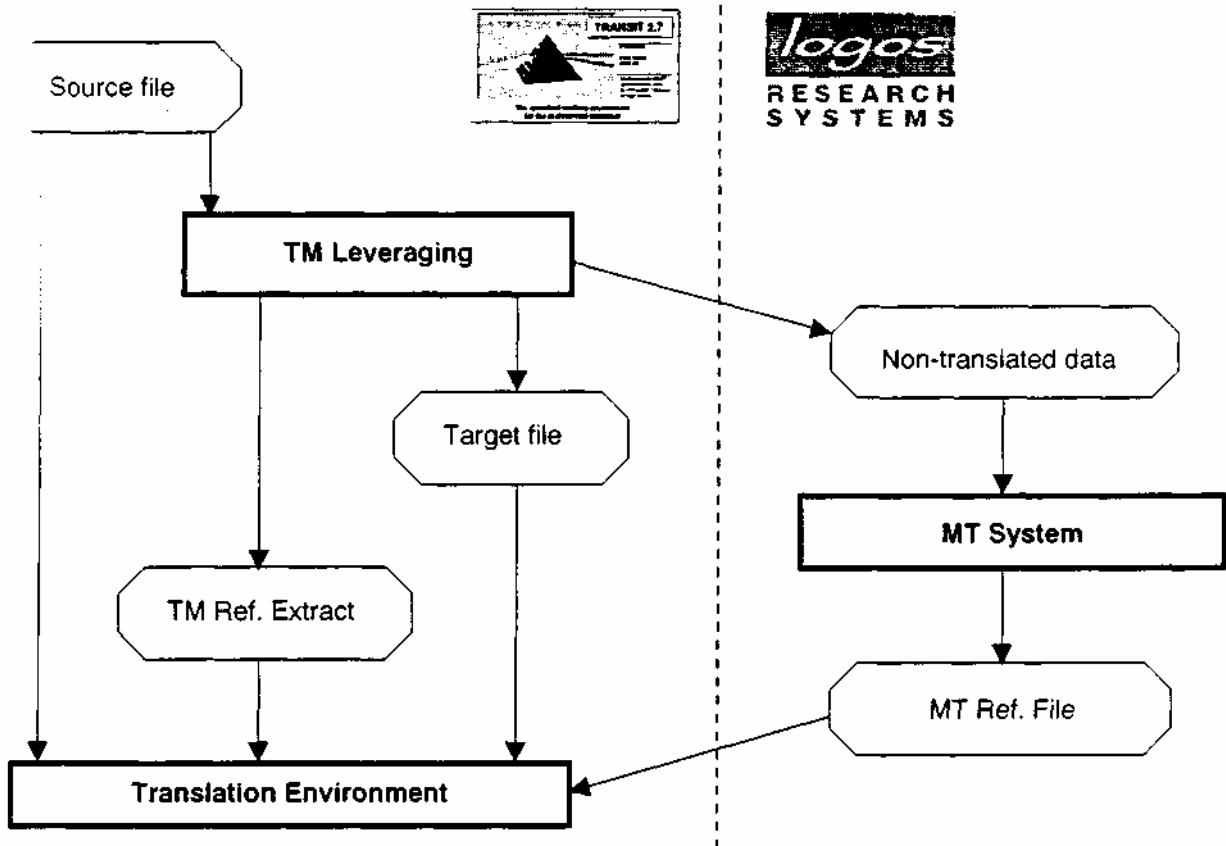 TRANSIT 2.7
logos
RESEARCH
SYSTEMS
Source file
TM Leveraging
Non-translated data
Target file
MT System
TM Ref. Extract
MT Ref. File
Translation Environment